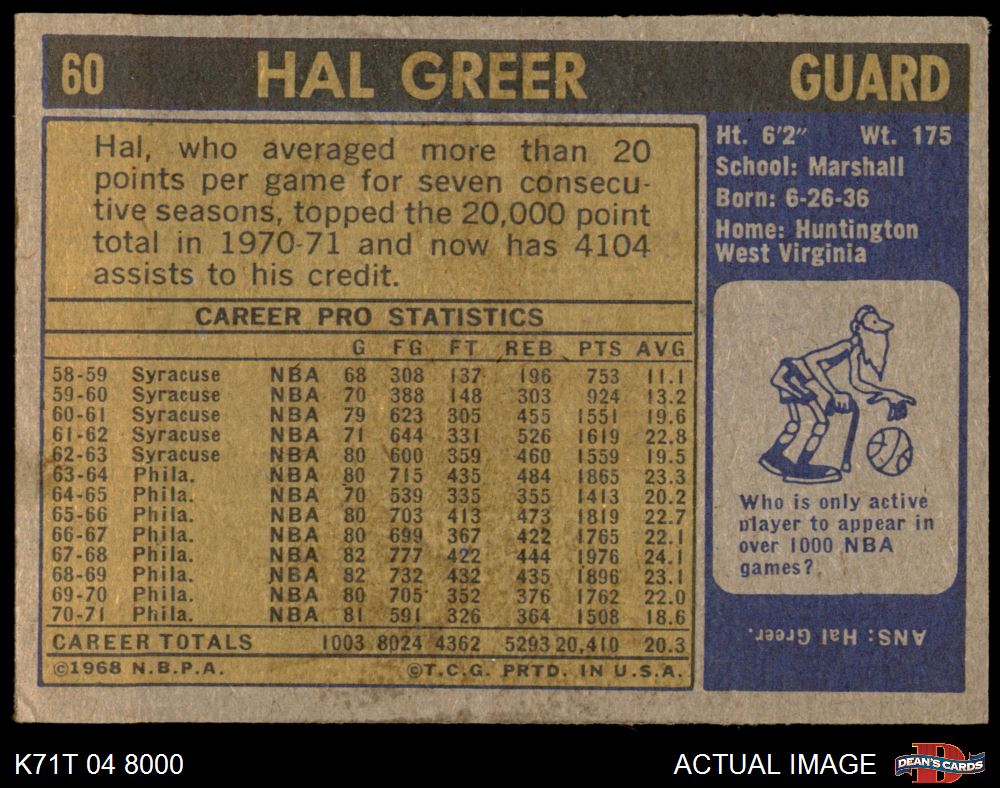 60 HAL GREER GUARD
Hal, who averaged more than 20
points per game for seven consecu-
tive seasons, topped the 20,000 point
total in 1970-71 and now has 4104
assists to his credit.
CAREER PRO STATISTICS
G FG FT REB PTS AVG
58-59 Syracuse NBA 68 308 137 196 753 11.1
59-60 Syracuse NBA 70 388 148 303 924 13.2
60-61 Syracuse NBA 79 623 305 455 1551 19.6
61-62 Syracuse NBA 71 644 331 526 1619 22.8
62-63 Syracuse NBA 80 600 359 460 1559 19.5
63-64 Phila. NBA 80 715 435 484 1865 23.3
64-65 Phila. NBA 70 539 335 355 1413 20.2
65-66 Phila. NBA 80 703 413 473 1819 22.7
66-67 Phila. NBA 80 699 367 422 1765 22.1
67-68 Phila. NBA 82 777 422 444 1976 24.1
68-69 Phila. NBA 82 732 432 435 1896 23.1
69-70 Phila. NBA 80 705 352 376 1762 22.0
70-71 Phila. NBA 81 591 326 364 1508 18.6
CAREER TOTALS 1003 8024 4362 5293 20,410 20.3
©1968 N.B.P.A. ©T.C.G. PRTD. IN U.S.A.
Ht. 6'2" Wt. 175
School: Marshall
Born: 6-26-36
Home: Huntington
West Virginia
Who is only active
player to appear in
over 1000 NBA
games?
ANS: Hal Greer.
K71T 04 8000 ACTUAL IMAGE
D
DEAN'S CARDS